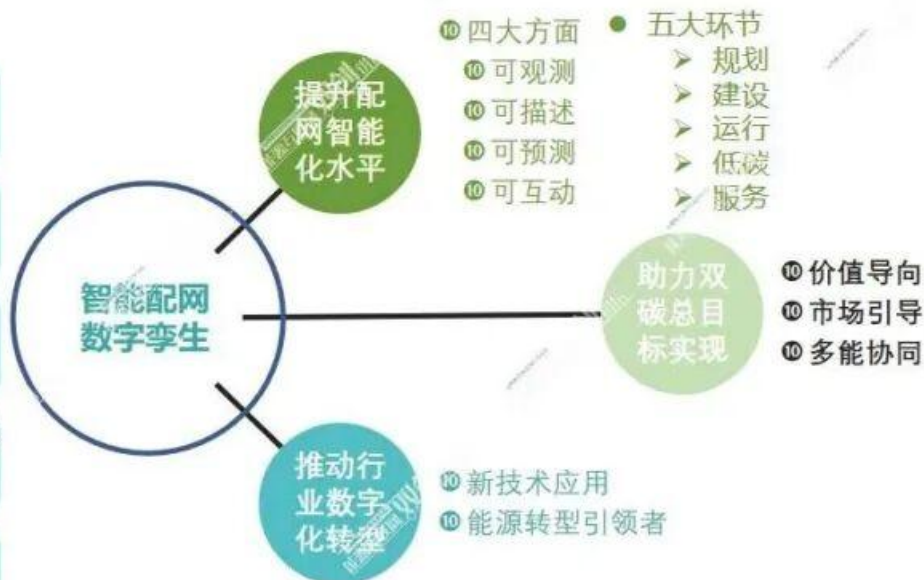 四大方面
可观测
可描述
可预测
可互动
五大环节
规划
建设
运行
低碳
服务
提升配
网智能
化水平
智能配网
数字孪生
助力双
碳总目
标实现
价值导向
市场引导
多能协同
推动行
业数字
化转型
新技术应用
能源转型引领者